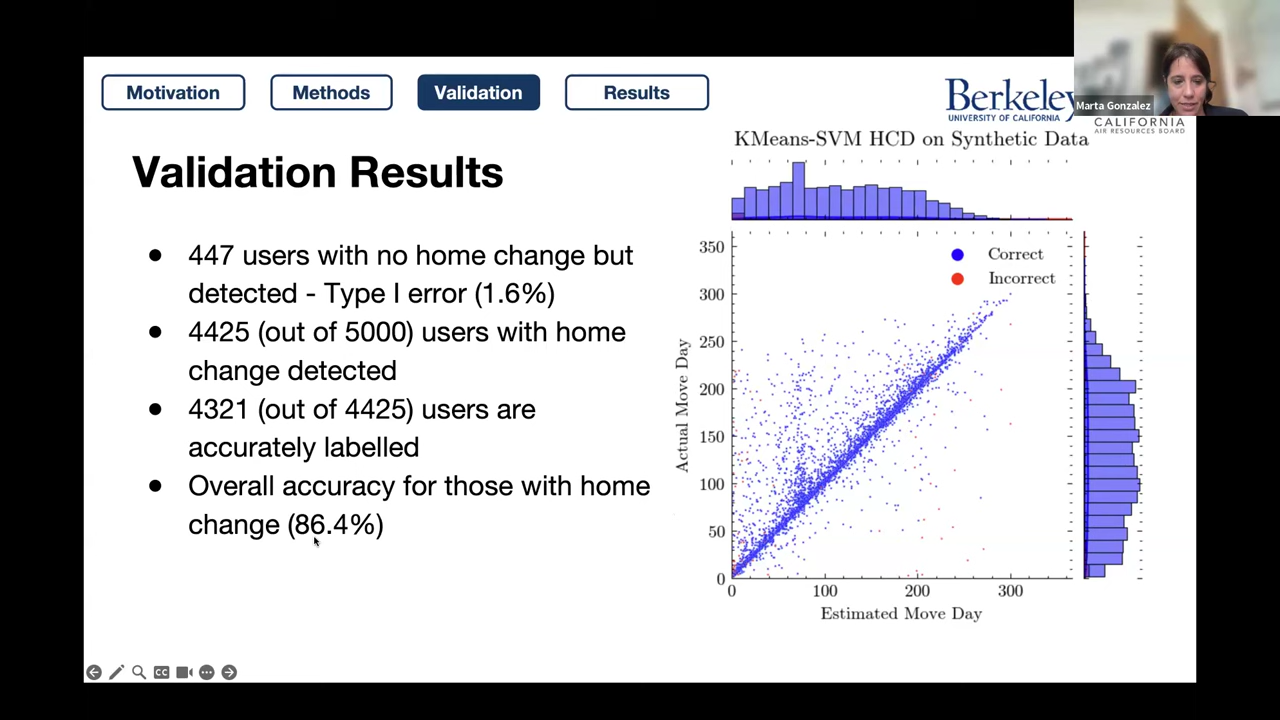 Motivation
Methods
Validation
Results
Berkeley
UNIVERSITY OF CALIFORNIA
CALIFORNIA
AIR RESOURCES BOARD
Marta Gonzalez
Validation Results
● 447 users with no home change but
detected - Type I error (1.6%)
● 4425 (out of 5000) users with home
change detected
● 4321 (out of 4425) users are
accurately labelled
● Overall accuracy for those with home
change (86.4%)
KMeans-SVM HCD on Synthetic Data
Correct
Incorrect
350
300
250
200
150
100
50
0
Actual Move Day
0
100
200
300
Estimated Move Day
CC